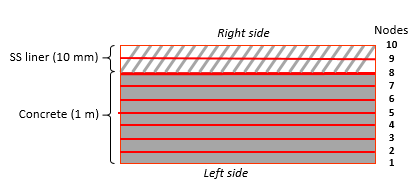 Right side
Nodes
10
SS liner (10 mm)
9
8
7
6
Concrete (1 m)
5
4
3
2
1
Left side